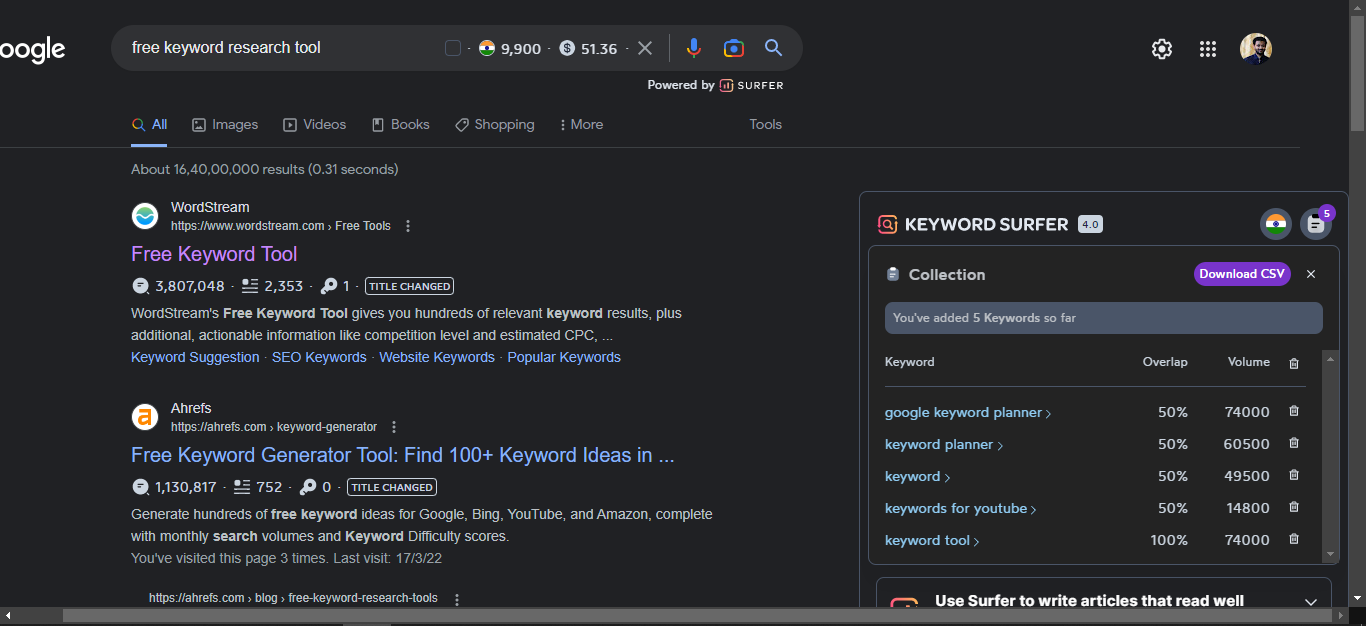 oogle
free keyword research tool · 9,900 · $ 51.36 ·
Powered by SURFER
All Images Videos Books Shopping More Tools
About 16,40,00,000 results (0.31 seconds)
WordStream
https://www.wordstream.com › Free Tools
Free Keyword Tool
3,807,048 · 2,353 · 1 · TITLE CHANGED
WordStream's Free Keyword Tool gives you hundreds of relevant keyword results, plus
additional, actionable information like competition level and estimated CPC, ...
Keyword Suggestion · SEO Keywords · Website Keywords · Popular Keywords
a
Ahrefs
https://ahrefs.com › keyword-generator
Free Keyword Generator Tool: Find 100+ Keyword Ideas in ...
1,130,817 · 752 · 0 · TITLE CHANGED
Generate hundreds of free keyword ideas for Google, Bing, YouTube, and Amazon, complete
with monthly search volumes and Keyword Difficulty scores.
You've visited this page 3 times. Last visit: 17/3/22
https://ahrefs.com › blog › free-keyword-research-tools
KEYWORD SURFER 4.0 5
Collection Download CSV
You've added 5 Keywords so far
Keyword Overlap Volume
google keyword planner › 50% 74000
keyword planner › 50% 60500
keyword › 50% 49500
keywords for youtube › 50% 14800
keyword tool › 100% 74000
Use Surfer to write articles that read well